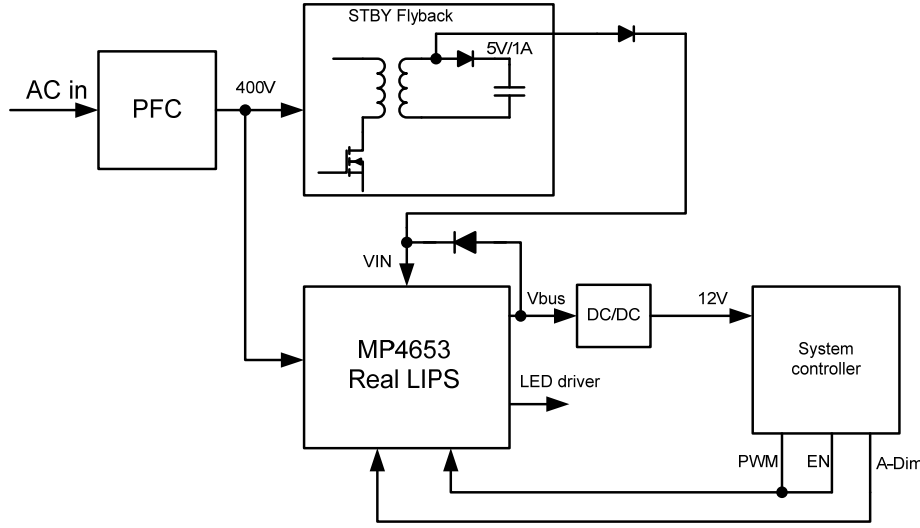 STBY Flyback
5V/1A
AC in
PFC
400V
VIN
Vbus
DC/DC
12V
MP4653
Real LIPS
System
controller
LED driver
PWM
EN
A-Dim